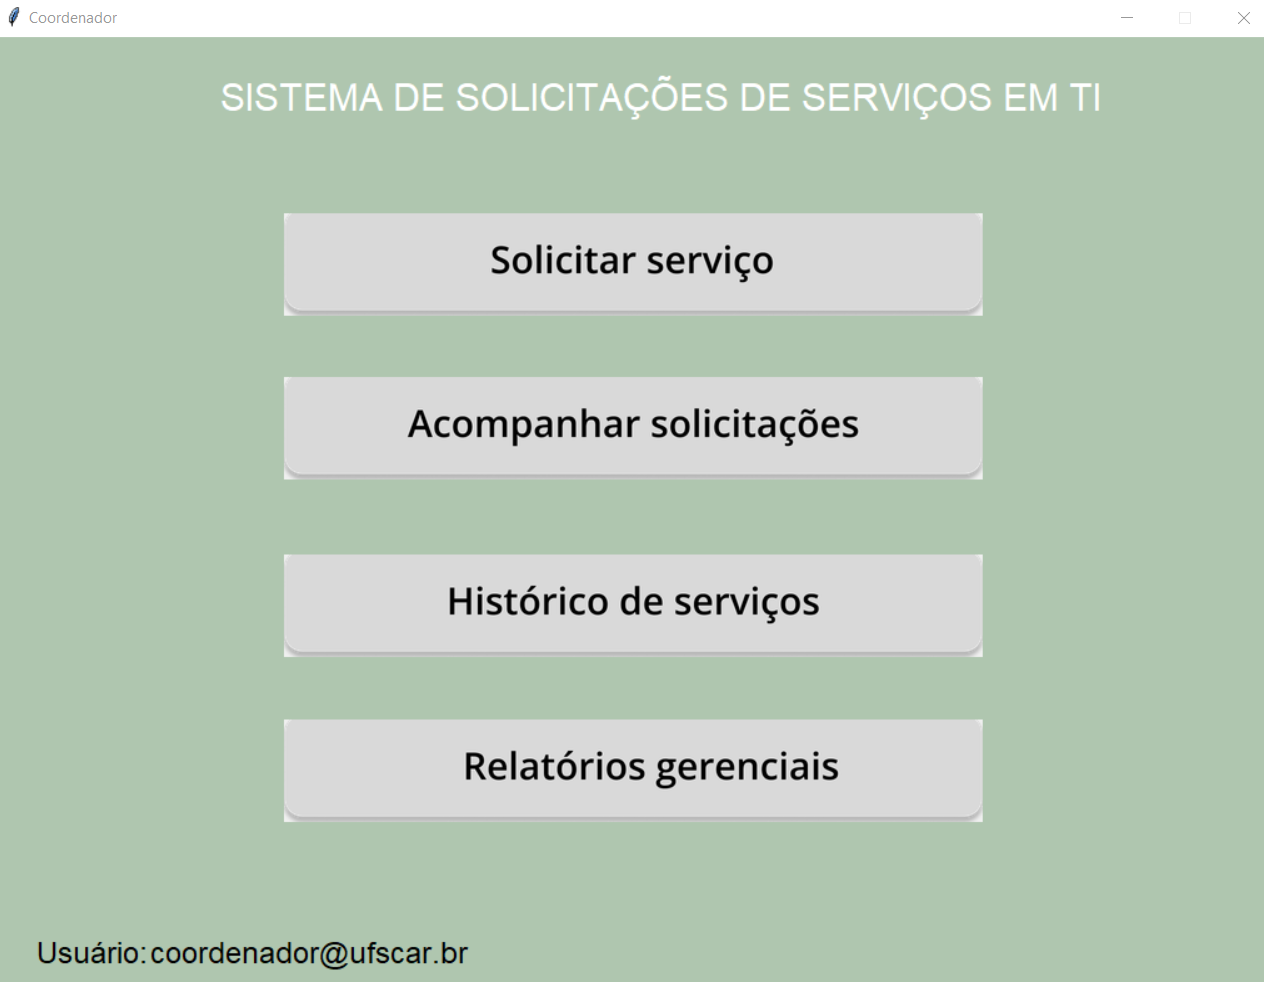 Coordenador
SISTEMA DE SOLICITAÇÕES DE SERVIÇOS EM TI
Solicitar serviço
Acompanhar solicitações
Histórico de serviços
Relatórios gerenciais
Usuário: coordenador@ufscar.br